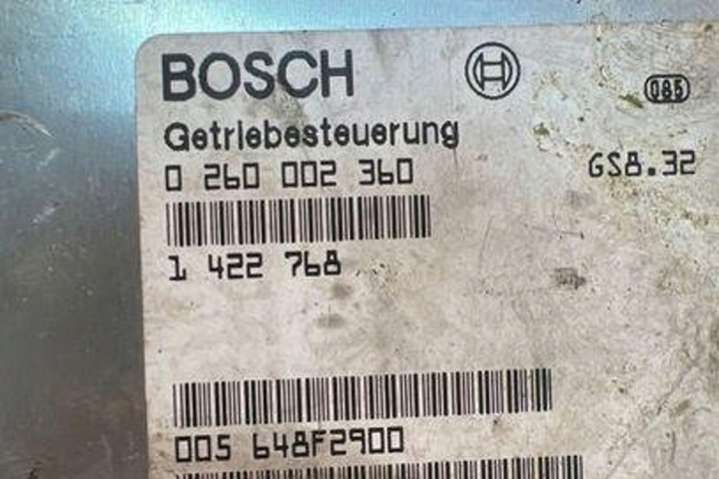 BOSCH
085
Getriebesteuerung
0 260 002 360
GS8.32
1 422 768
005 648F2900